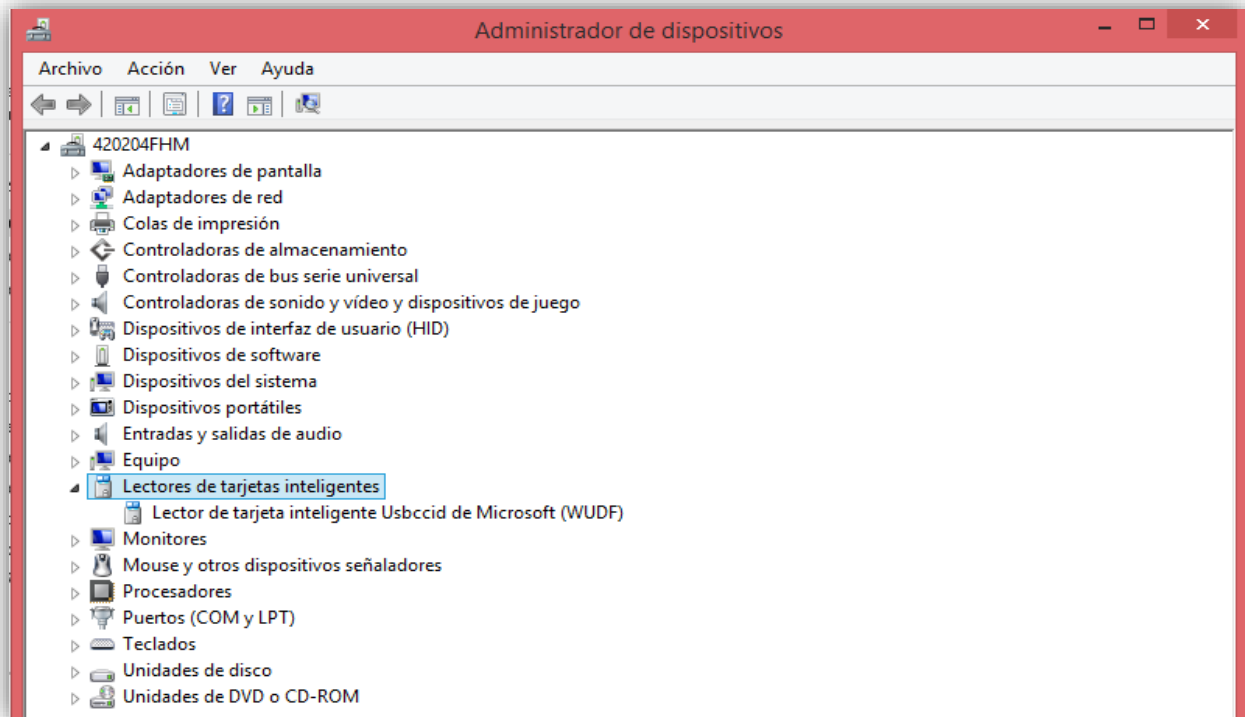 Administrador de dispositivos
Archivo Acción Ver Ayuda
420204FHM
Adaptadores de pantalla
Adaptadores de red
Colas de impresión
Controladoras de almacenamiento
Controladoras de bus serie universal
Controladoras de sonido y vídeo y dispositivos de juego
Dispositivos de interfaz de usuario (HID)
Dispositivos de software
Dispositivos del sistema
Dispositivos portátiles
Entradas y salidas de audio
Equipo
Lectores de tarjetas inteligentes
Lector de tarjeta inteligente Usbccid de Microsoft (WUDF)
Monitores
Mouse y otros dispositivos señaladores
Procesadores
Puertos (COM y LPT)
Teclados
Unidades de disco
Unidades de DVD o CD-ROM